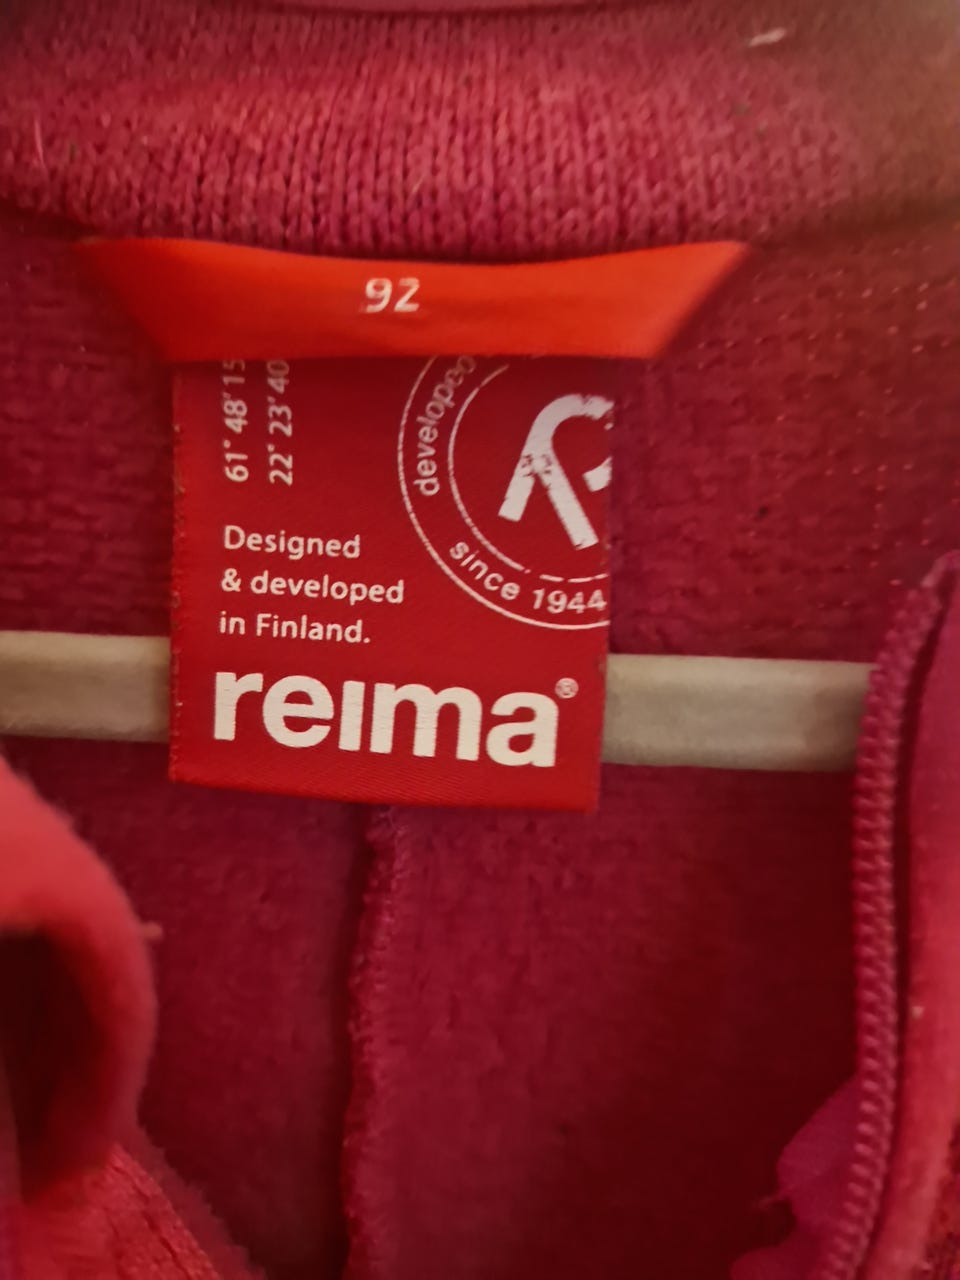 92
61° 48' 15
22° 23' 40
developed
since 1944
Designed
& developed
in Finland.
reima®